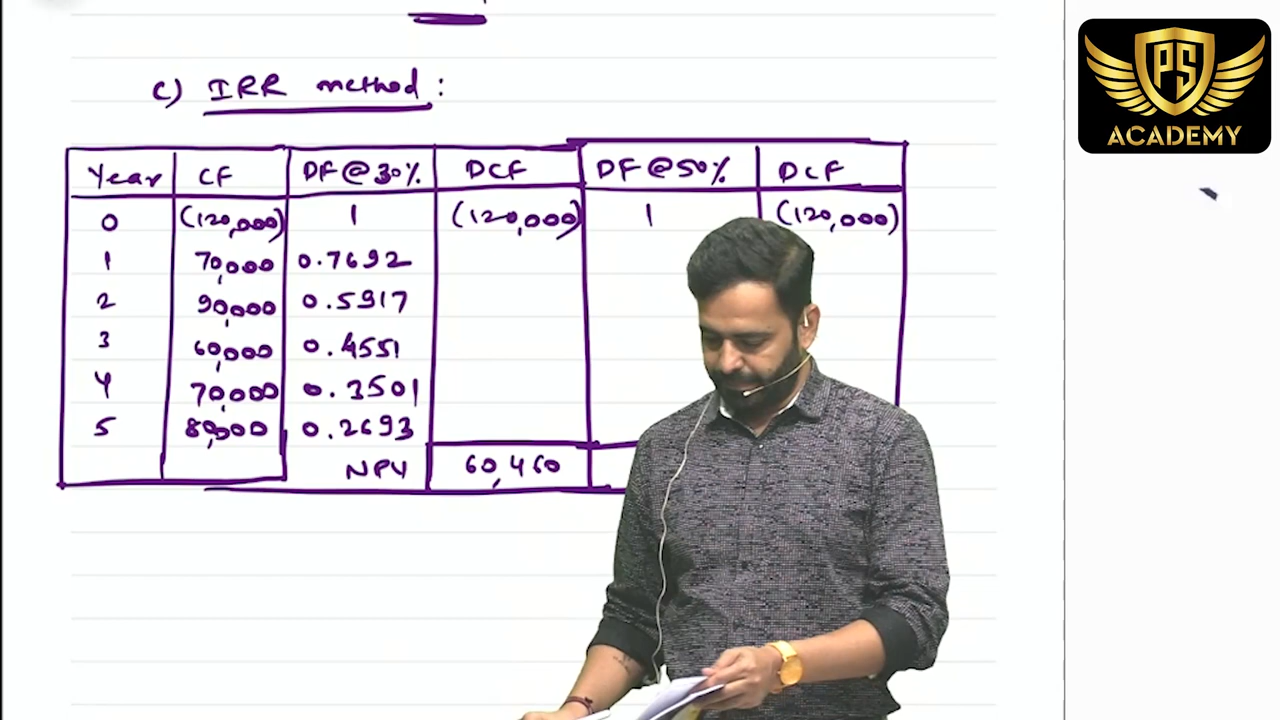 c) IRR method :
Year CF DF @ 30% DCF DF @ 50% DCF
0 (120,000) 1 (120,000) 1 (120,000)
1 70,000 0.7692
2 90,000 0.5917
3 60,000 0.4551
4 70,000 0.3501
5 80,000 0.2693
NPV 60,460
PS
ACADEMY